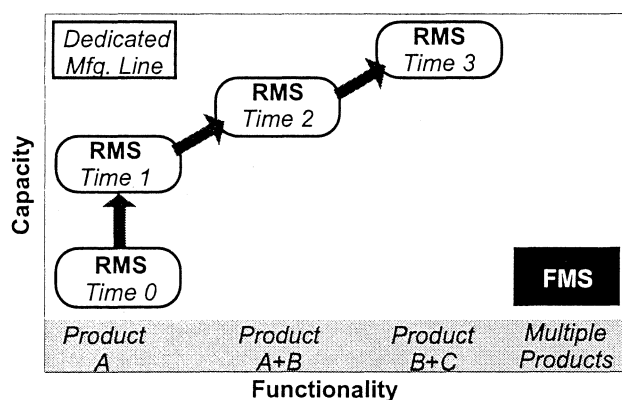 Dedicated
Mfg. Line
RMS
Time 3
RMS
Time 2
RMS
Time 1
RMS
Time 0
FMS
Capacity
Product
A
Product
A+B
Product
B+C
Multiple
Products
Functionality